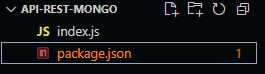 API-REST-MONGO
JS index.js
package.json 1